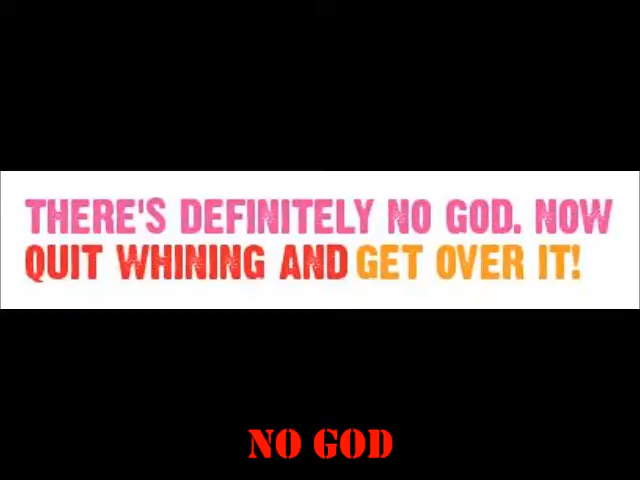 THERE'S DEFINITELY NO GOD. NOW
QUIT WHINING AND GET OVER IT!
NO GOD